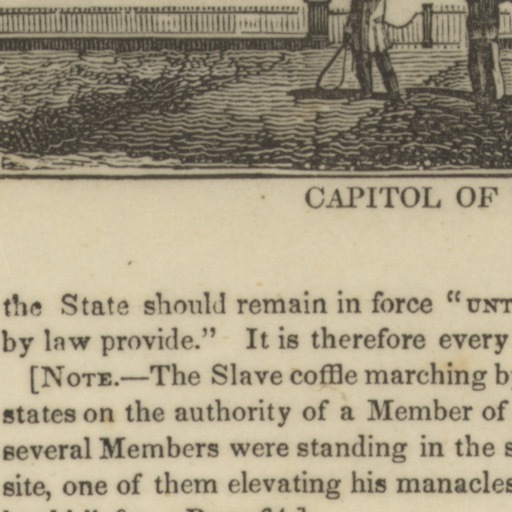 CAPITOL OF
the State should remain in force “UNT
by law provide.” It is therefore every
[NOTE.—The Slave coffle marching b
states on the authority of a Member of
several Members were standing in the s
site, one of them elevating his manacles